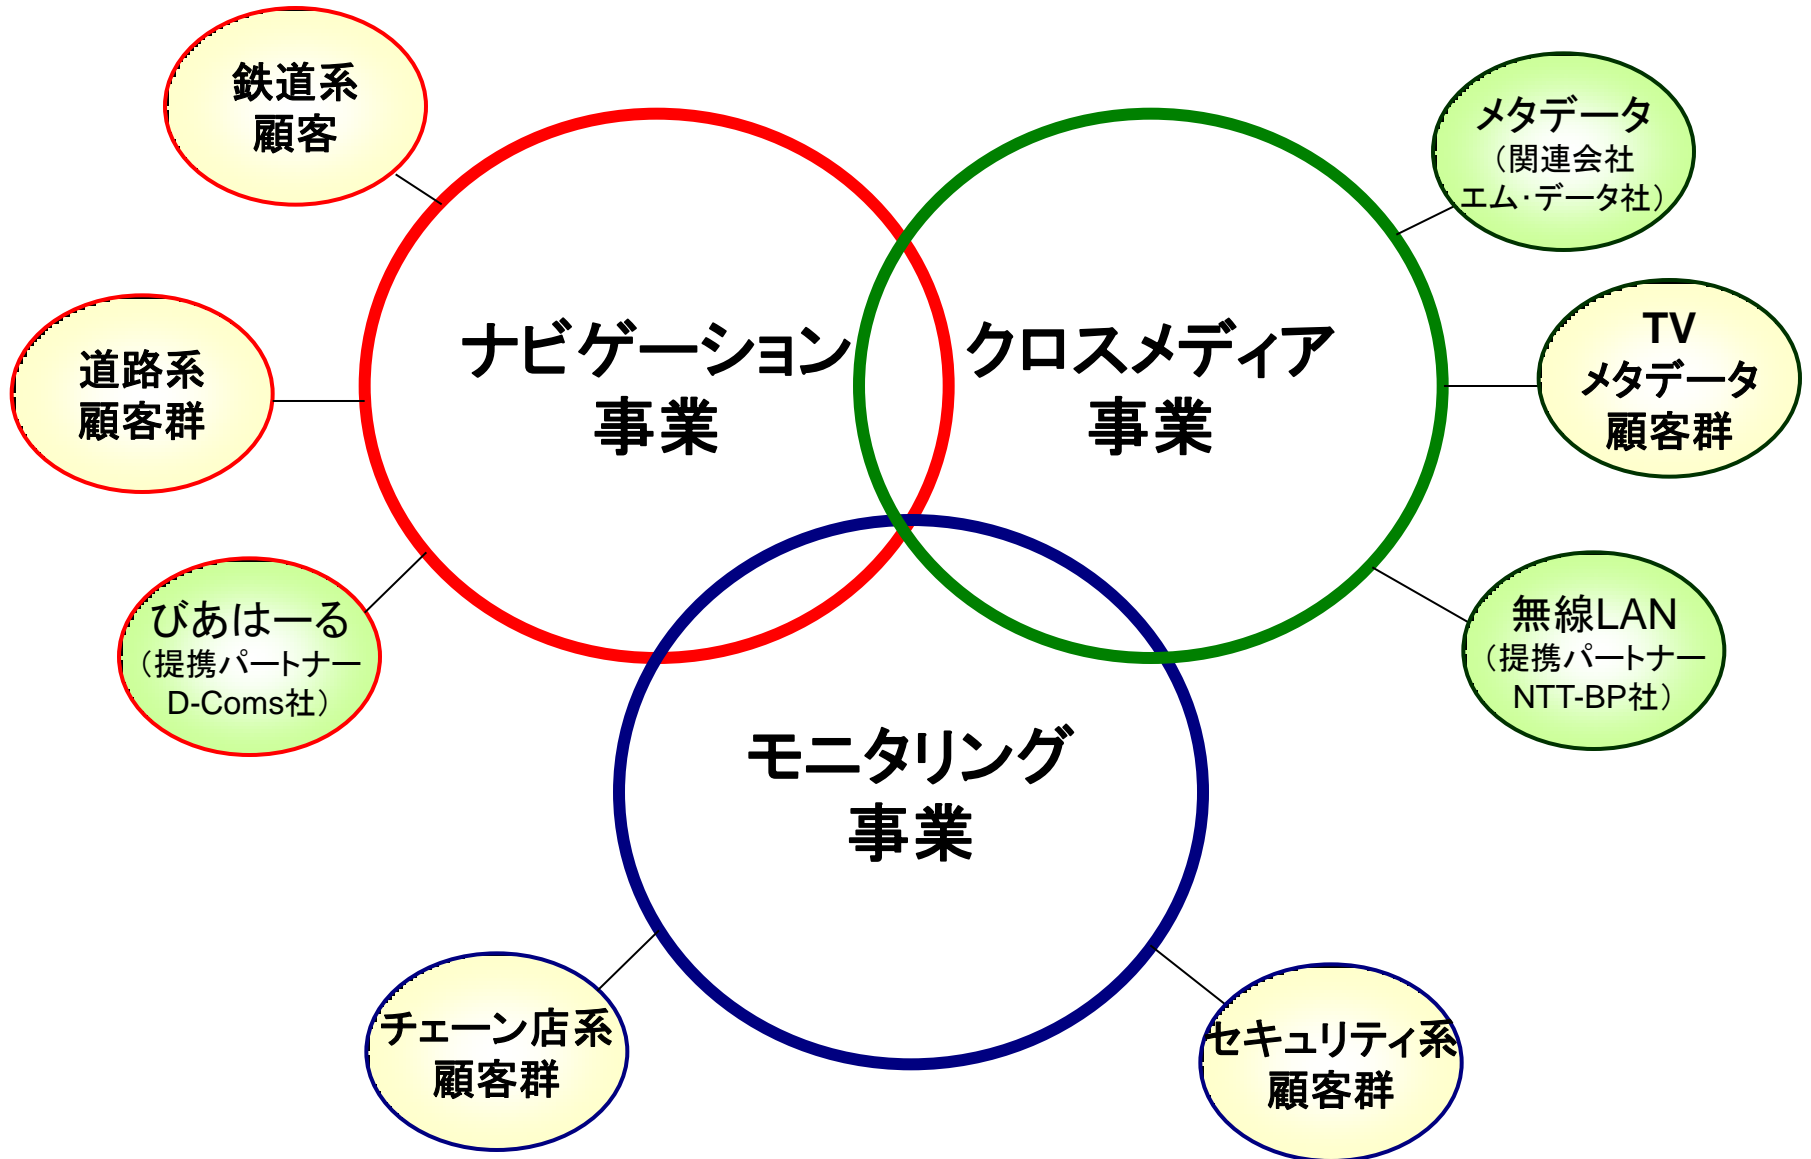 鉄道系
顧客
メタデータ
（関連会社
エム・データ社）
ナビゲーション
事業
クロスメディア
事業
道路系
顧客群
TV
メタデータ
顧客群
びあはーる
（提携パートナー
D-Coms社）
無線LAN
（提携パートナー
NTT-BP社）
モニタリング
事業
チェーン店系
顧客群
セキュリティ系
顧客群